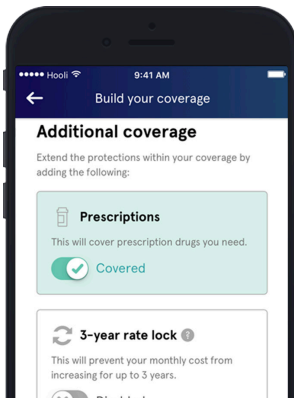 Hooli 9:41 AM
Build your coverage
Additional coverage
Extend the protections within your coverage by
adding the following:
Prescriptions
This will cover prescription drugs you need.
Covered
3-year rate lock
This will prevent your monthly cost from
increasing for up to 3 years.